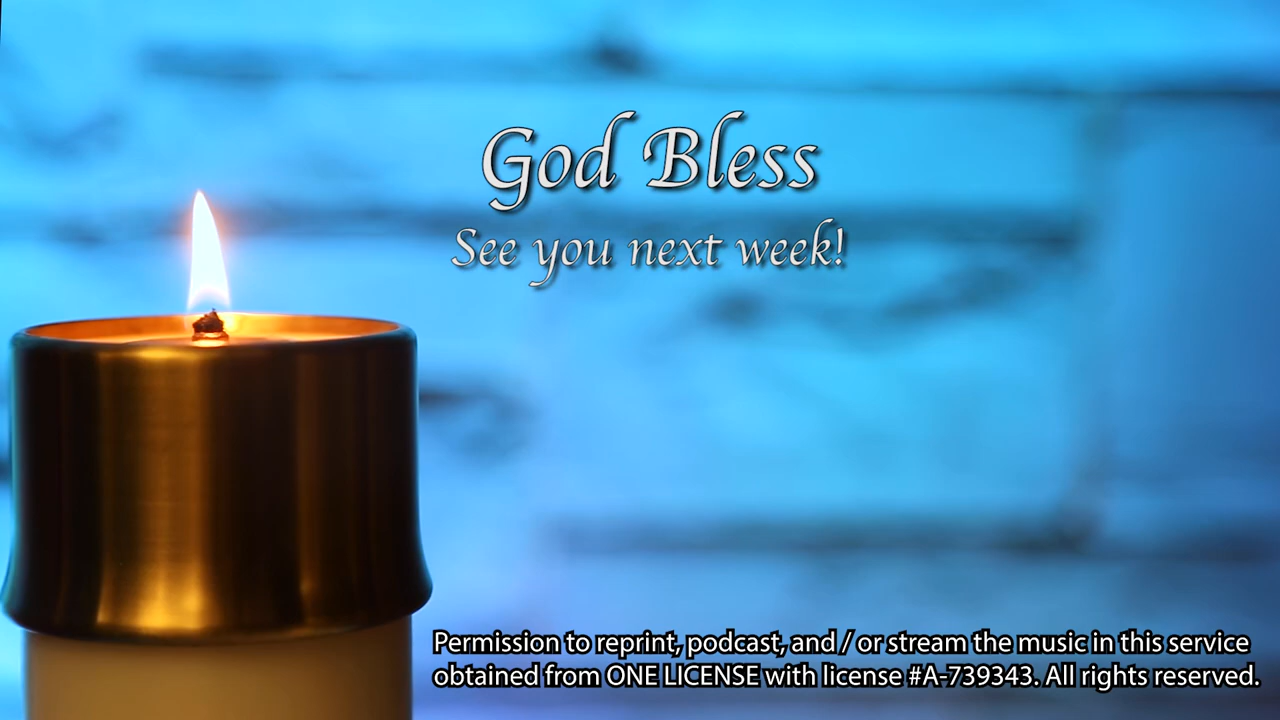 God Bless
See you next week!
Permission to reprint, podcast, and / or stream the music in this service
obtained from ONE LICENSE with license #A-739343. All rights reserved.